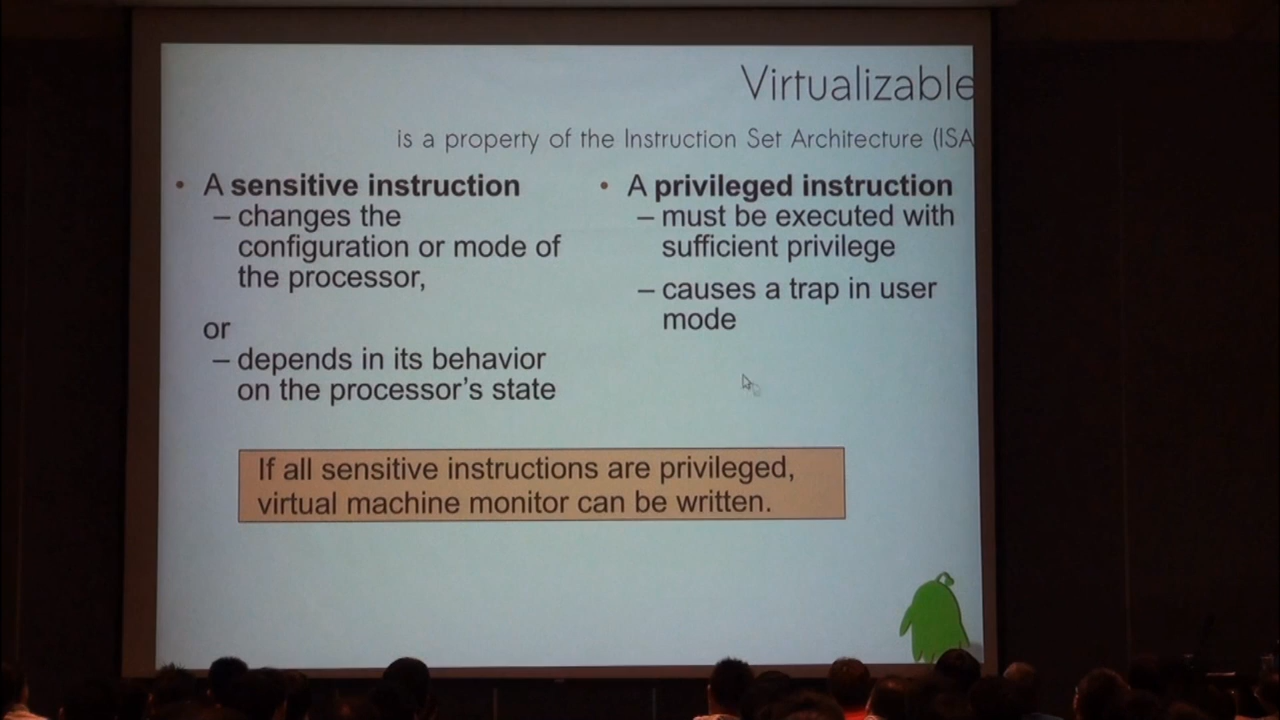 Virtualizable
is a property of the Instruction Set Architecture (ISA
• A sensitive instruction
– changes the
configuration or mode of
the processor,
or
– depends in its behavior
on the processor's state
• A privileged instruction
– must be executed with
sufficient privilege
– causes a trap in user
mode
If all sensitive instructions are privileged,
virtual machine monitor can be written.